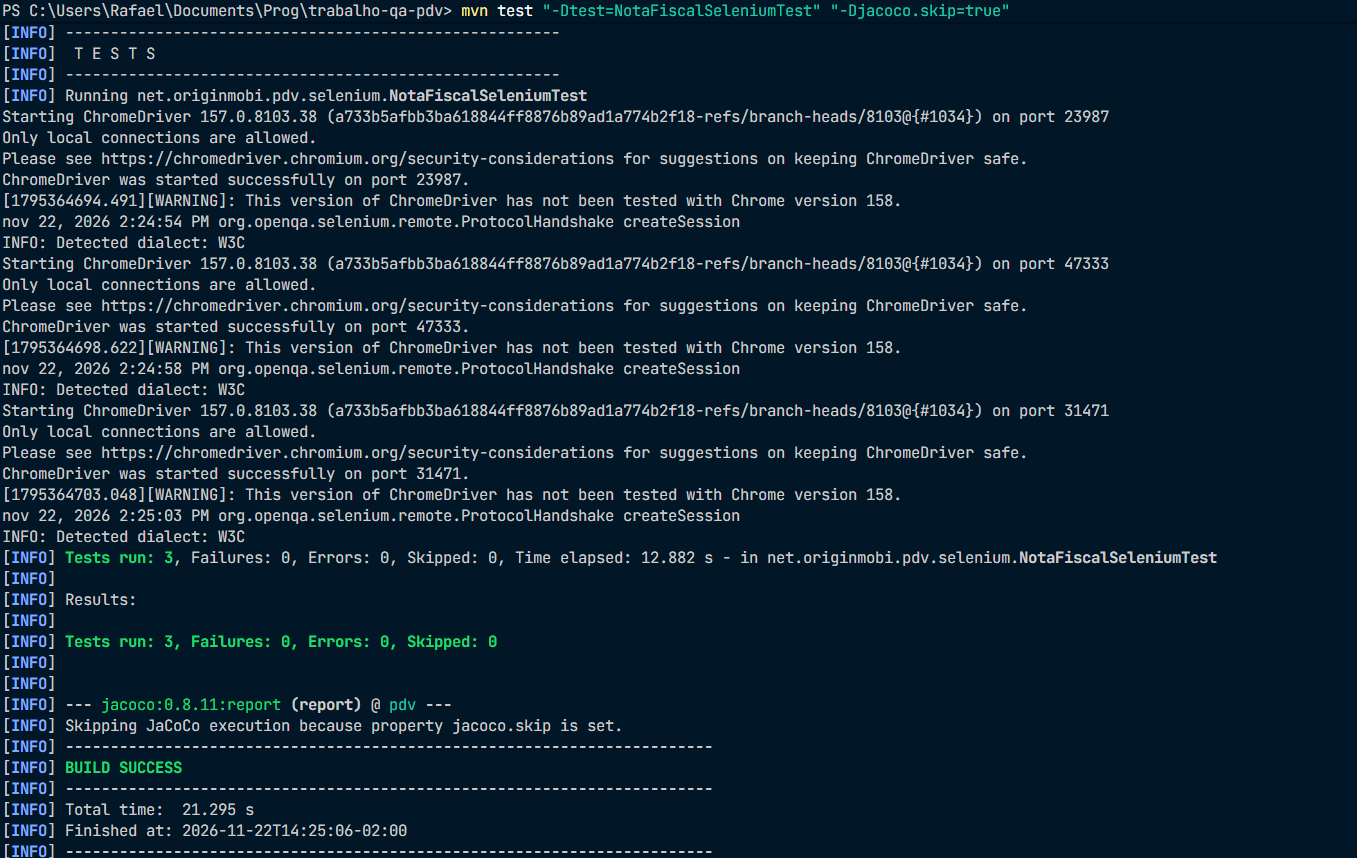 PS C:\Users\Rafael\Documents\Prog\trabalho-qa-pdv> mvn test "-Dtest=NotaFiscalSeleniumTest" "-Djacoco.skip=true"
[INFO] -------------------------------------------------------
[INFO]  T E S T S
[INFO] -------------------------------------------------------
[INFO] Running net.originmobi.pdv.selenium.NotaFiscalSeleniumTest
Starting ChromeDriver 157.0.8103.38 (a733b5afbb3ba618844ff8876b89ad1a774b2f18-refs/branch-heads/8103@{#1034}) on port 23987
Only local connections are allowed.
Please see https://chromedriver.chromium.org/security-considerations for suggestions on keeping ChromeDriver safe.
ChromeDriver was started successfully on port 23987.
[1795364694.491][WARNING]: This version of ChromeDriver has not been tested with Chrome version 158.
nov 22, 2026 2:24:54 PM org.openqa.selenium.remote.ProtocolHandshake createSession
INFO: Detected dialect: W3C
Starting ChromeDriver 157.0.8103.38 (a733b5afbb3ba618844ff8876b89ad1a774b2f18-refs/branch-heads/8103@{#1034}) on port 47333
Only local connections are allowed.
Please see https://chromedriver.chromium.org/security-considerations for suggestions on keeping ChromeDriver safe.
ChromeDriver was started successfully on port 47333.
[1795364698.622][WARNING]: This version of ChromeDriver has not been tested with Chrome version 158.
nov 22, 2026 2:24:58 PM org.openqa.selenium.remote.ProtocolHandshake createSession
INFO: Detected dialect: W3C
Starting ChromeDriver 157.0.8103.38 (a733b5afbb3ba618844ff8876b89ad1a774b2f18-refs/branch-heads/8103@{#1034}) on port 31471
Only local connections are allowed.
Please see https://chromedriver.chromium.org/security-considerations for suggestions on keeping ChromeDriver safe.
ChromeDriver was started successfully on port 31471.
[1795364703.048][WARNING]: This version of ChromeDriver has not been tested with Chrome version 158.
nov 22, 2026 2:25:03 PM org.openqa.selenium.remote.ProtocolHandshake createSession
INFO: Detected dialect: W3C
[INFO] Tests run: 3, Failures: 0, Errors: 0, Skipped: 0, Time elapsed: 12.882 s - in net.originmobi.pdv.selenium.NotaFiscalSeleniumTest
[INFO]
[INFO] Results:
[INFO]
[INFO] Tests run: 3, Failures: 0, Errors: 0, Skipped: 0
[INFO]
[INFO]
[INFO] --- jacoco:0.8.11:report (report) @ pdv ---
[INFO] Skipping JaCoCo execution because property jacoco.skip is set.
[INFO] ------------------------------------------------------------------------
[INFO] BUILD SUCCESS
[INFO] ------------------------------------------------------------------------
[INFO] Total time:  21.295 s
[INFO] Finished at: 2026-11-22T14:25:06-02:00
[INFO] ------------------------------------------------------------------------